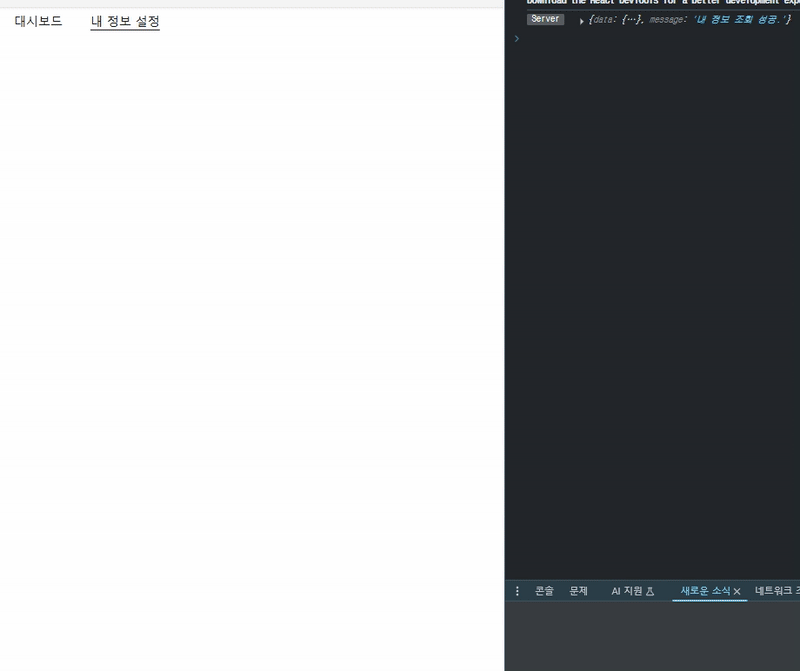 대시보드 내 정보 설정
Download the React DevTools for a better development exp
Server ▶ {data: {…}, message: '내 정보 조회 성공.'}
콘솔 문제 AI 지원 새로운 소식 네트워크